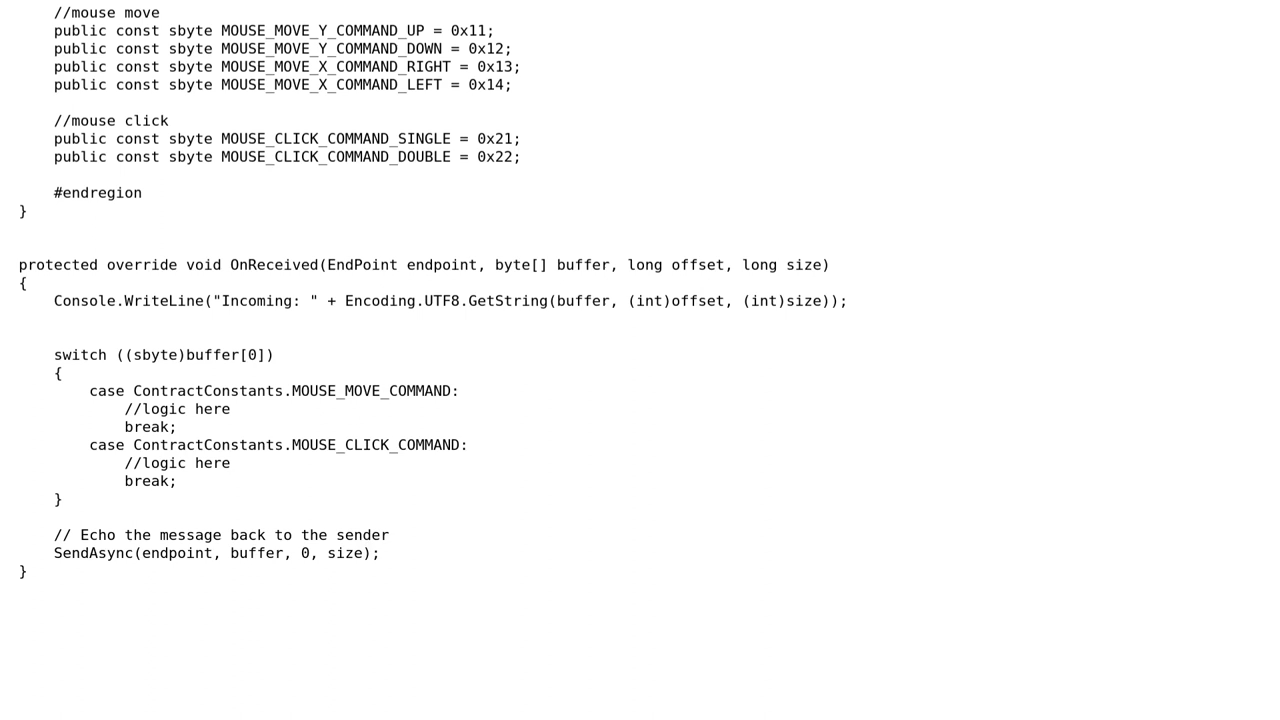 //mouse move
public const sbyte MOUSE_MOVE_Y_COMMAND_UP = 0x11;
public const sbyte MOUSE_MOVE_Y_COMMAND_DOWN = 0x12;
public const sbyte MOUSE_MOVE_X_COMMAND_RIGHT = 0x13;
public const sbyte MOUSE_MOVE_X_COMMAND_LEFT = 0x14;

//mouse click
public const sbyte MOUSE_CLICK_COMMAND_SINGLE = 0x21;
public const sbyte MOUSE_CLICK_COMMAND_DOUBLE = 0x22;

#endregion
}

protected override void OnReceived(EndPoint endpoint, byte[] buffer, long offset, long size)
{
Console.WriteLine("Incoming: " + Encoding.UTF8.GetString(buffer, (int)offset, (int)size));

switch ((sbyte)buffer[0])
{
case ContractConstants.MOUSE_MOVE_COMMAND:
//logic here
break;
case ContractConstants.MOUSE_CLICK_COMMAND:
//logic here
break;
}

// Echo the message back to the sender
SendAsync(endpoint, buffer, 0, size);
}